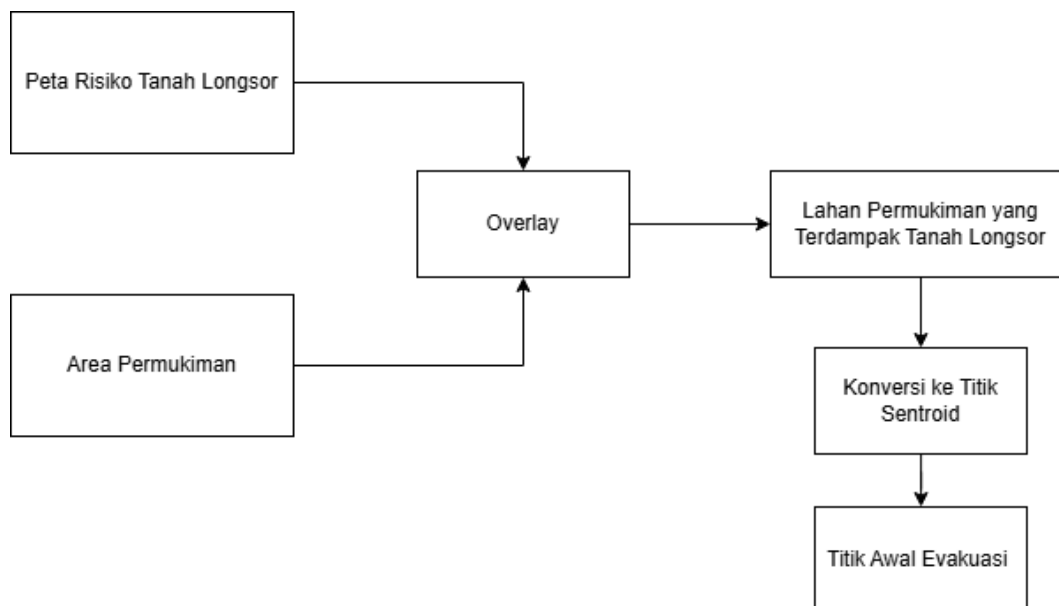 Peta Risiko Tanah Longsor
Overlay
Lahan Permukiman yang
Terdampak Tanah Longsor
Area Permukiman
Konversi ke Titik
Sentroid
Titik Awal Evakuasi